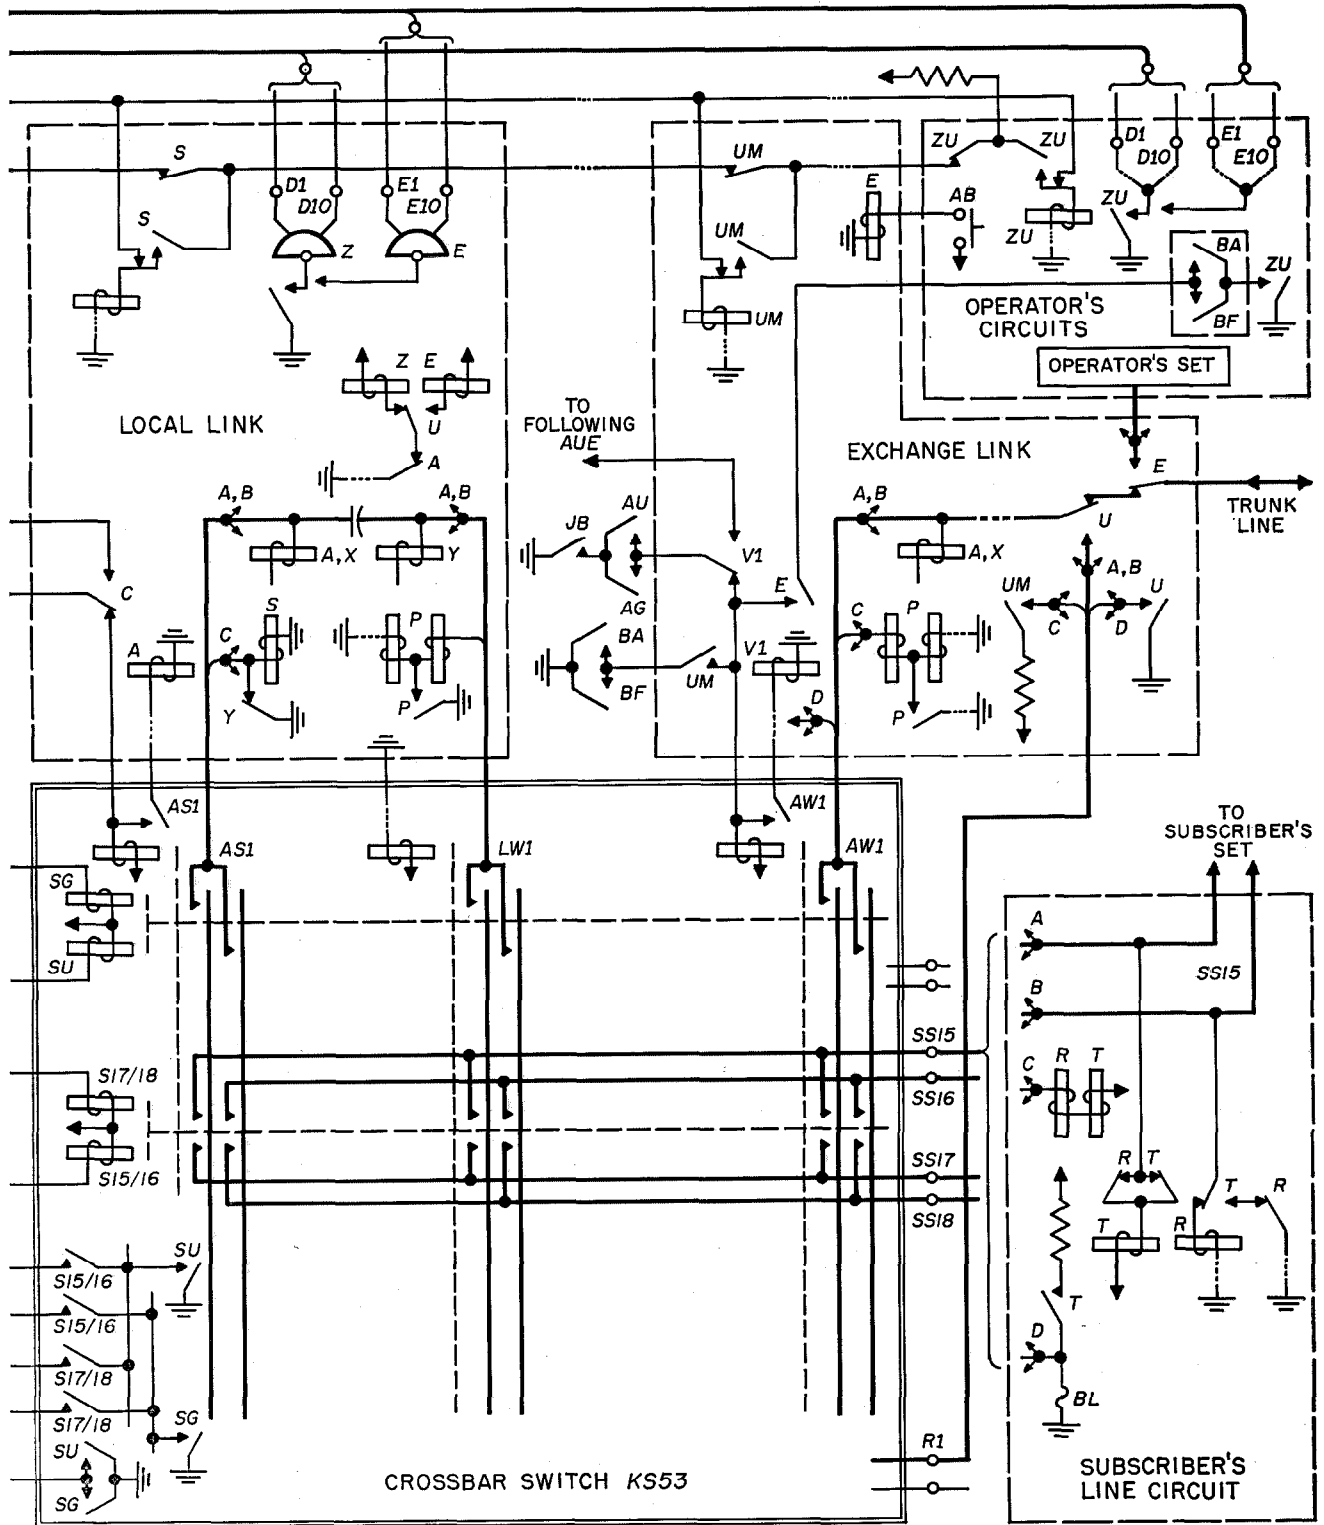 D1
D10
E1
E10
D1
D10
E1
E10
S
S
Z
E
UM
UM
UM
ZU
ZU
E
AB
ZU
ZU
BA
BF
ZU
OPERATOR'S
CIRCUITS
OPERATOR'S SET
Z E
U
A
LOCAL LINK
TO
FOLLOWING
AUE
EXCHANGE LINK
E
TRUNK
LINE
A,B
A,B
A,X
Y
JB
AU
AG
V1
E
A,B
A,X
U
A,B
UM
C
D
U
C
A
C
S
Y
P
P
BA
BF
UM
V1
C
P
P
D
AS1
AS1
LW1
AW1
AW1
TO
SUBSCRIBER'S
SET
SG
SU
A
SS15
B
SS15
SS16
C
R T
S17/18
S15/16
SS17
SS18
R T
T
R
T
R
T
D
BL
S15/16
SU
S15/16
S17/18
S17/18
SG
SU
SG
R1
CROSSBAR SWITCH KS53
SUBSCRIBER'S
LINE CIRCUIT